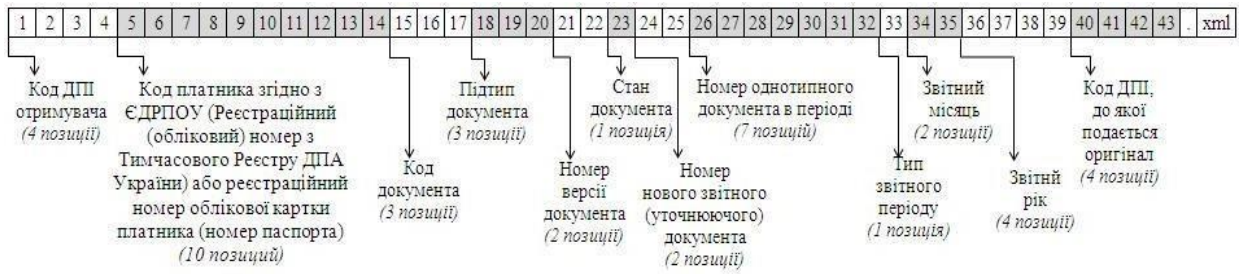 1 2 3 4 5 6 7 8 9 10 11 12 13 14 15 16 17 18 19 20 21 22 23 24 25 26 27 28 29 30 31 32 33 34 35 36 37 38 39 40 41 42 43 . xml
Код ДПІ
отримувача
(4 позиції)
Код платника згідно з
ЄДРПОУ (Реєстраційний
(обліковий) номер з
Тимчасового Реєстру ДПА
України) або реєстраційний
номер облікової картки
платника (номер паспорта)
(10 позиций)
Код
документа
(3 позиції)
Підтип
документа
(3 позиції)
Номер
версії
документа
(2 позиції)
Стан
документа
(1 позиція)
Номер
нового звітного
(уточнюючого)
документа
(2 позиції)
Номер однотипного
документа в періоді
(7 позицій)
Тип
звітного
періоду
(1 позиція)
Звітний
місяць
(2 позиції)
Звітнй
рік
(4 позиції)
Код ДПІ,
до якої
подається
оригінал
(4 позиції)